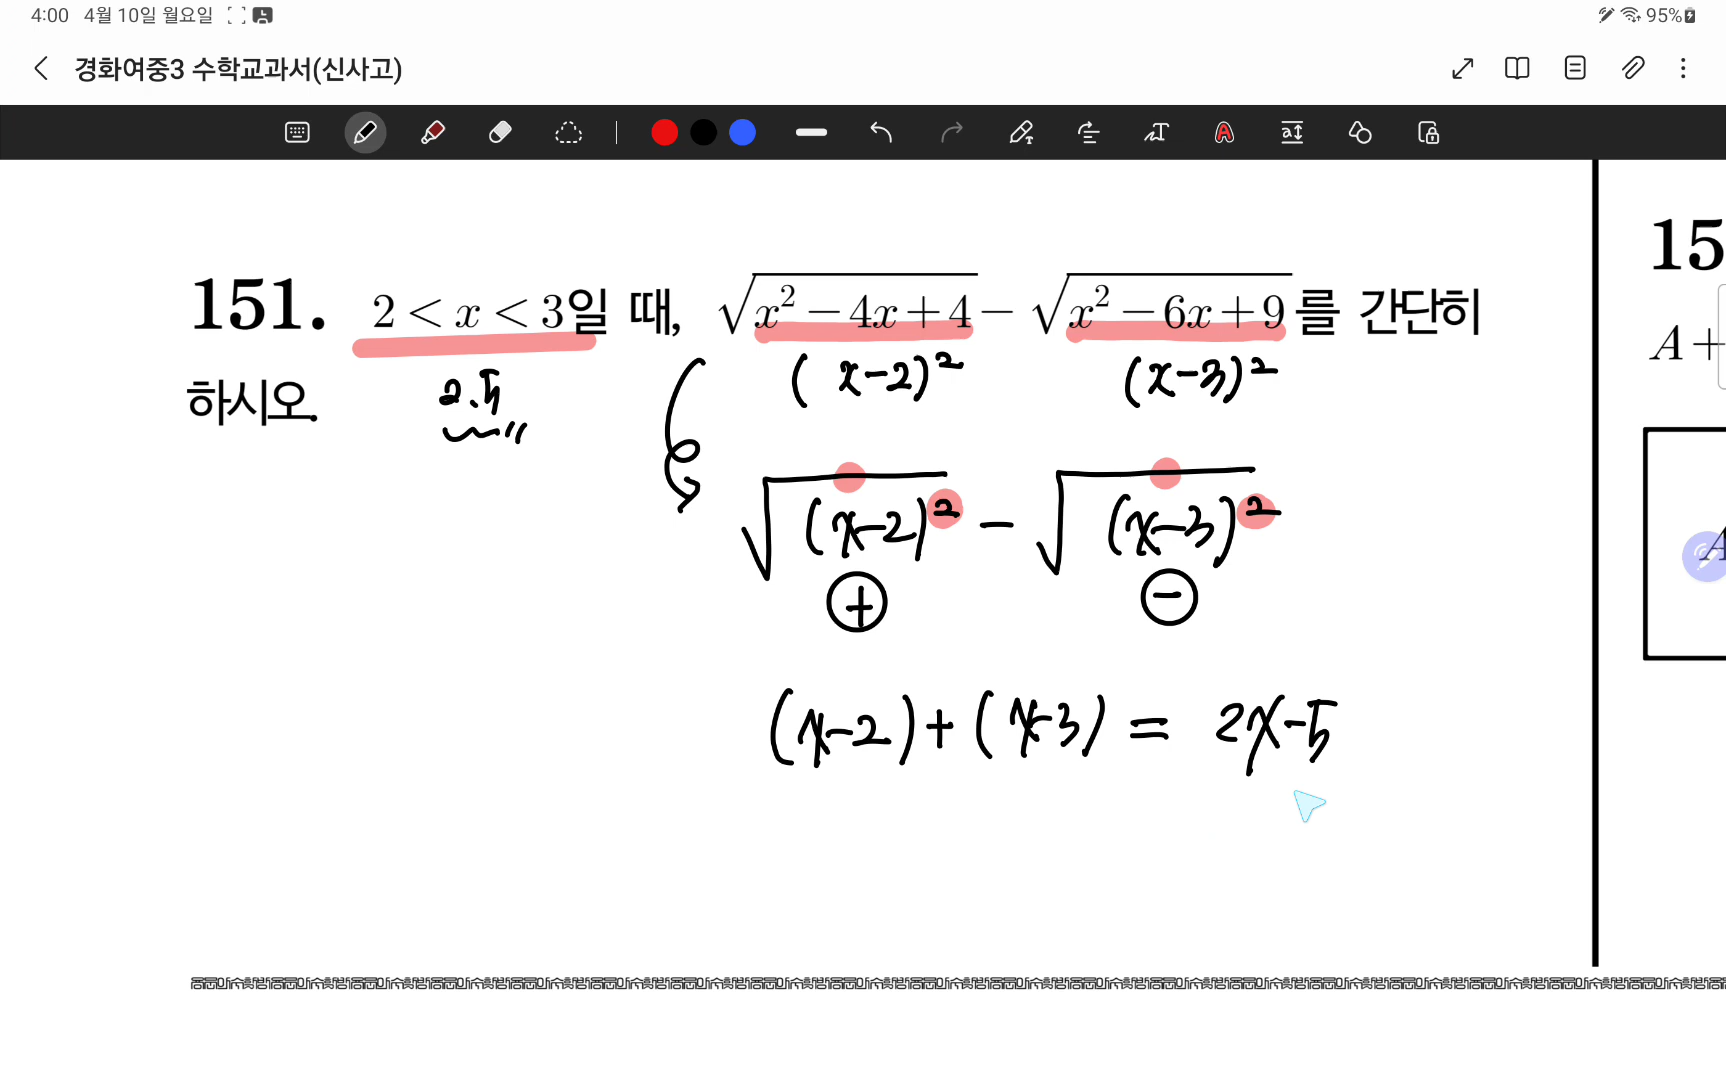 4:00 4월 10일 월요일
95%
경화여중3 수학교과서(신사고)
151. 2 < x < 3일 때, √(x² − 4x + 4) − √(x² − 6x + 9)를 간단히
하시오.
(x−2)² (x−3)²
2.5
√(x−2)² − √(x−3)²
+ −
(x−2) + (x−3) = 2x−5
15
A +
A